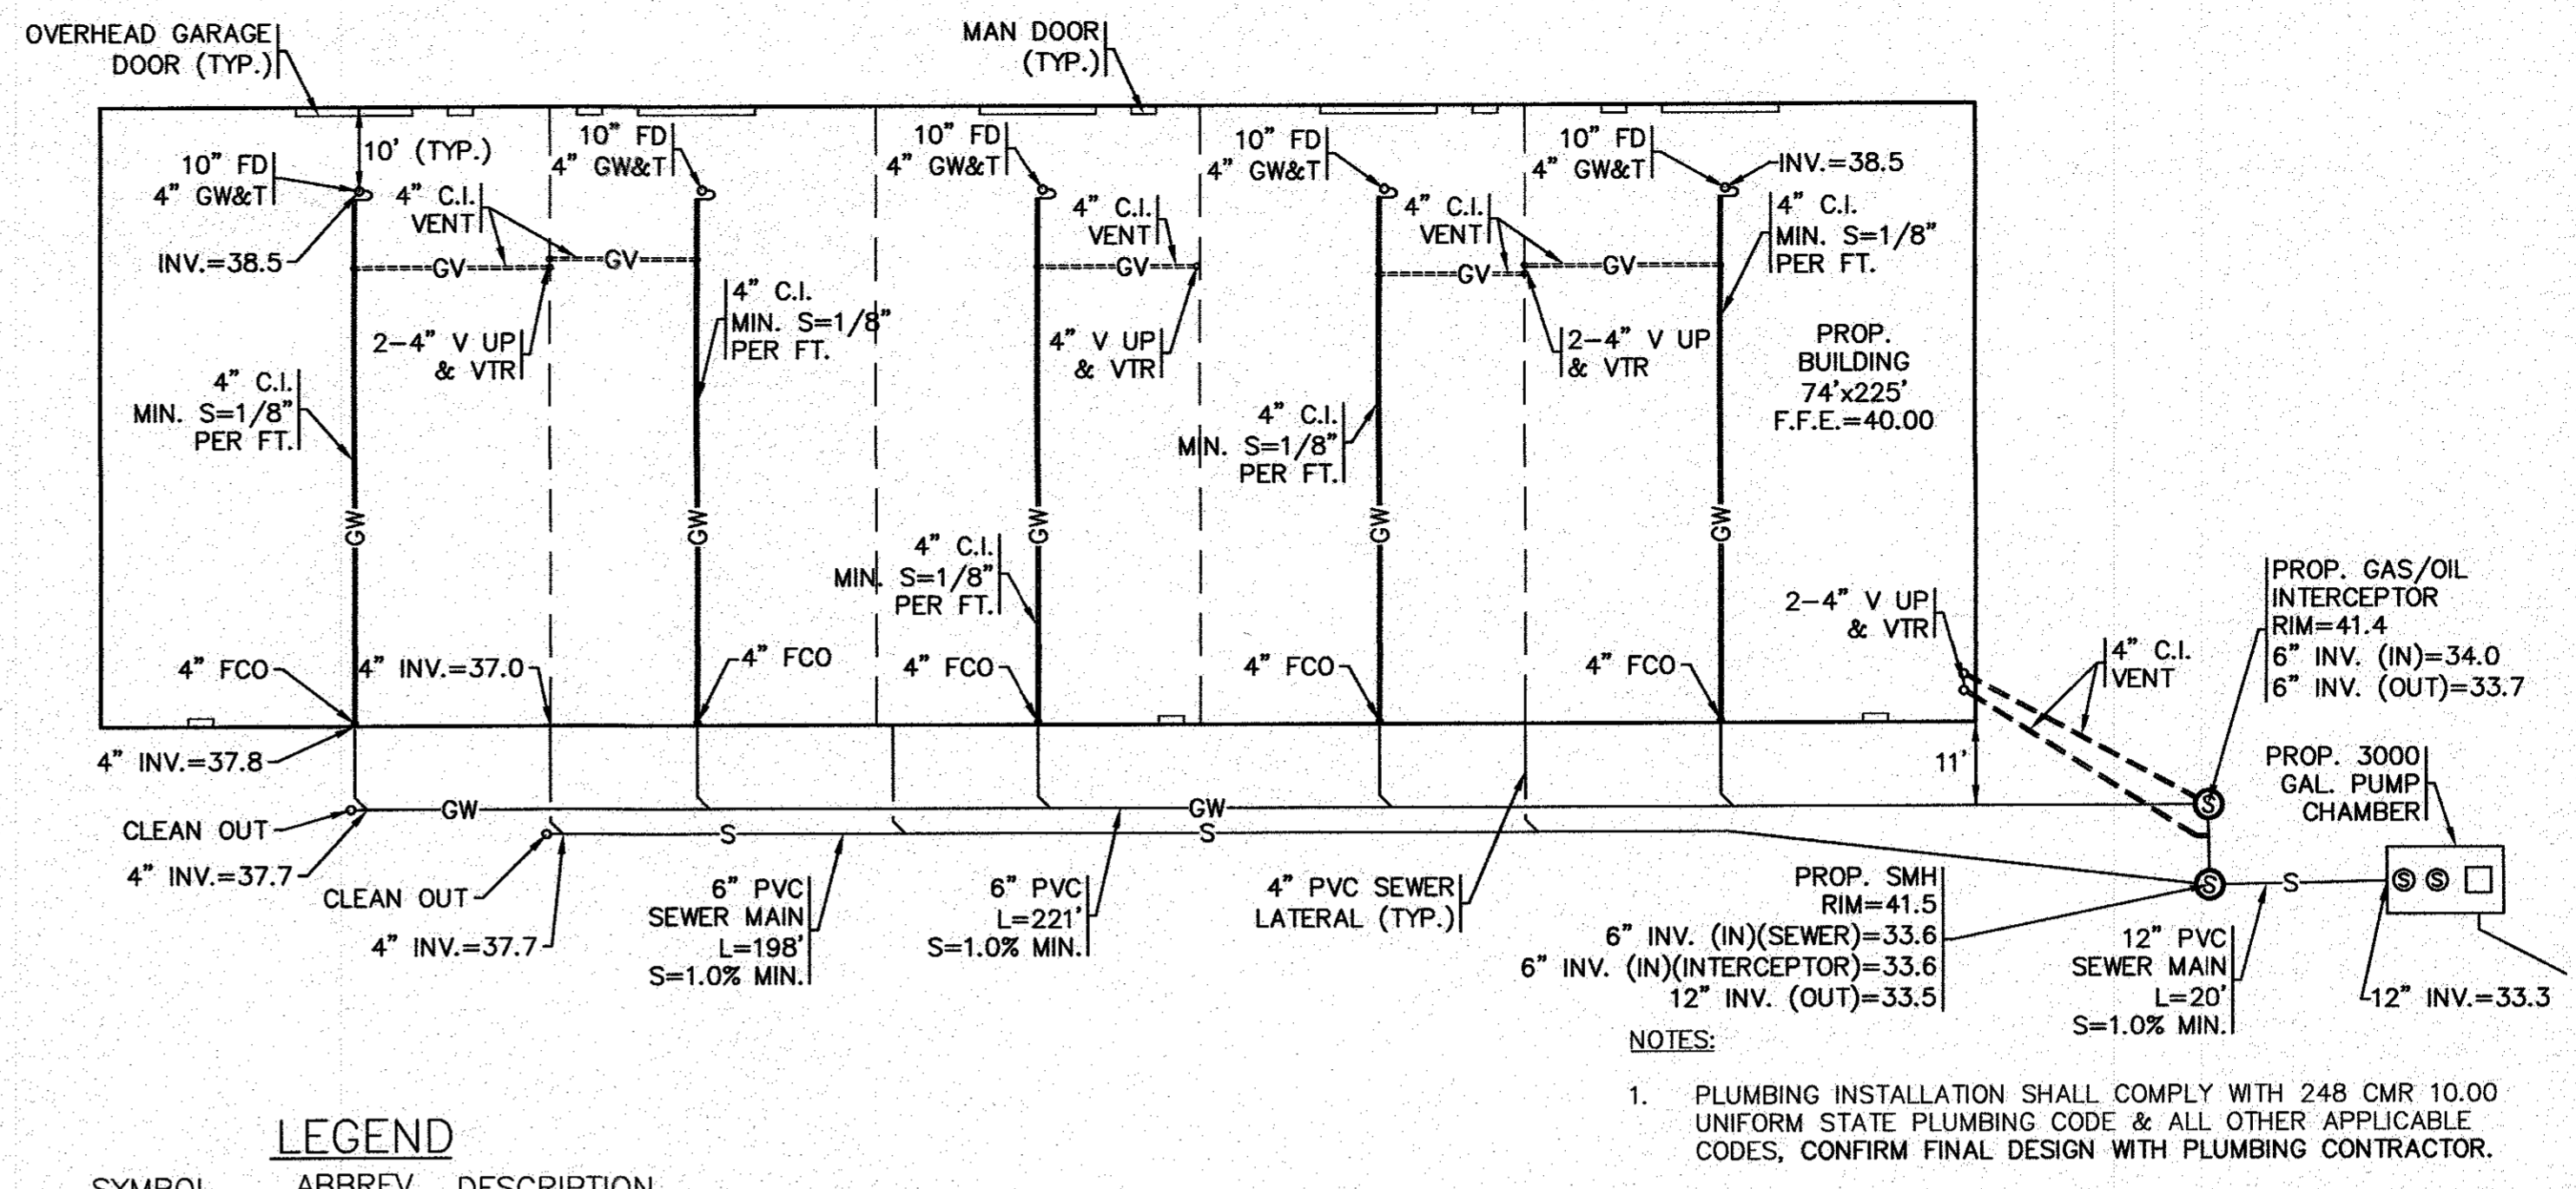 OVERHEAD GARAGE
DOOR (TYP.)
MAN DOOR
(TYP.)
10" FD
4" GW&T
10' (TYP.)
10" FD
4" GW&T
10" FD
4" GW&T
10" FD
4" GW&T
10" FD
4" GW&T
INV.=38.5
INV.=38.5
4" C.I.
VENT
4" C.I.
VENT
4" C.I.
VENT
4" C.I.
MIN. S=1/8"
PER FT.
GV
GV
GV
GV
GV
4" C.I.
MIN. S=1/8"
PER FT.
2-4" V UP
& VTR
4" V UP
& VTR
2-4" V UP
& VTR
PROP.
BUILDING
74'x225'
F.F.E.=40.00
4" C.I.
MIN. S=1/8"
PER FT.
4" C.I.
MIN. S=1/8"
PER FT.
GW
GW
GW
GW
GW
4" C.I.
MIN. S=1/8"
PER FT.
2-4" V UP
& VTR
PROP. GAS/OIL
INTERCEPTOR
RIM=41.4
6" INV. (IN)=34.0
6" INV. (OUT)=33.7
4" C.I.
VENT
4" FCO
4" INV.=37.0
4" FCO
4" FCO
4" FCO
4" FCO
4" INV.=37.8
11'
PROP. 3000
GAL. PUMP
CHAMBER
CLEAN OUT
GW
GW
S
4" INV.=37.7
S
S
CLEAN OUT
4" INV.=37.7
6" PVC
SEWER MAIN
L=198'
S=1.0% MIN.
6" PVC
L=221'
S=1.0% MIN.
4" PVC SEWER
LATERAL (TYP.)
PROP. SMH
RIM=41.5
6" INV. (IN)(SEWER)=33.6
6" INV. (IN)(INTERCEPTOR)=33.6
12" INV. (OUT)=33.5
S
S
S
S
12" PVC
SEWER MAIN
L=20'
S=1.0% MIN.
12" INV.=33.3
NOTES:
1. PLUMBING INSTALLATION SHALL COMPLY WITH 248 CMR 10.00
UNIFORM STATE PLUMBING CODE & ALL OTHER APPLICABLE
CODES, CONFIRM FINAL DESIGN WITH PLUMBING CONTRACTOR.
LEGEND
SYMBOL ABBREV. DESCRIPTION